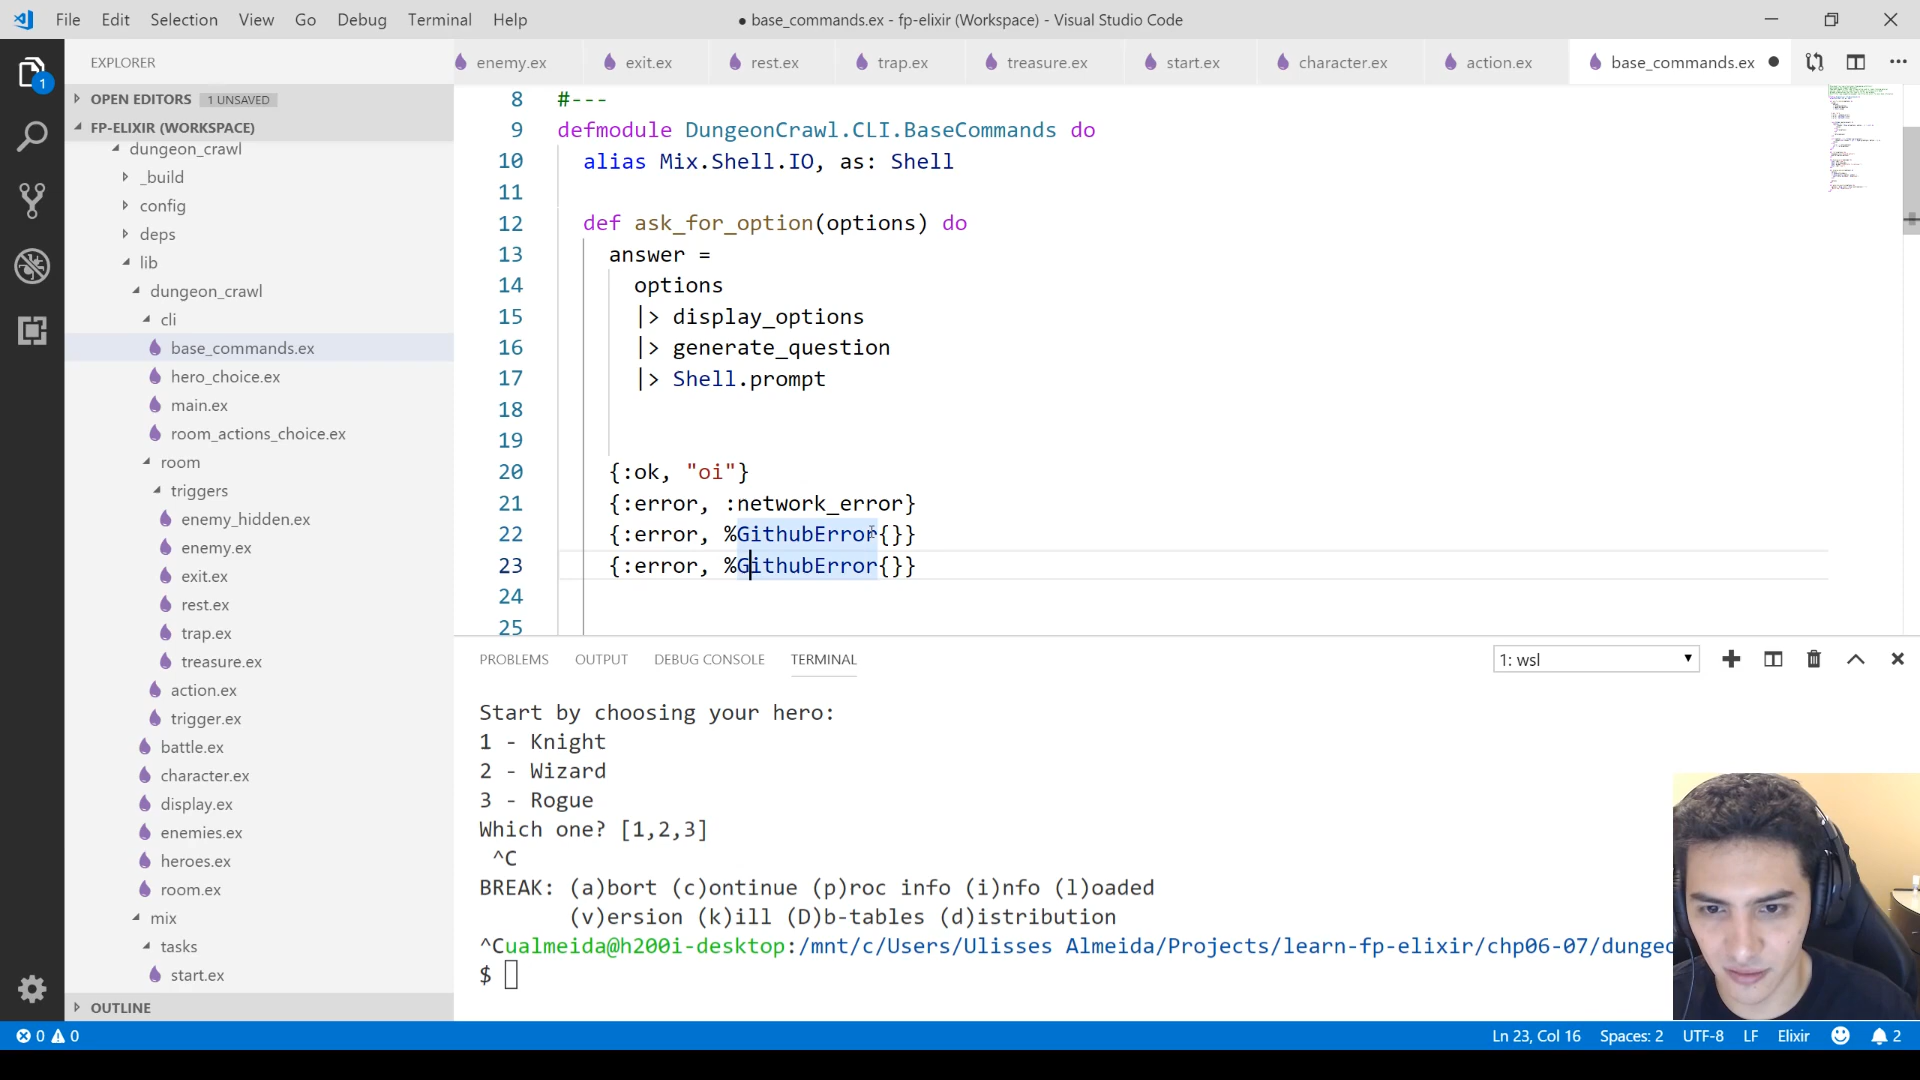 File Edit Selection View Go Debug Terminal Help
● base_commands.ex - fp-elixir (Workspace) - Visual Studio Code
EXPLORER
enemy.ex exit.ex rest.ex trap.ex treasure.ex start.ex character.ex action.ex base_commands.ex
1
OPEN EDITORS 1 UNSAVED
FP-ELIXIR (WORKSPACE)
dungeon_crawl
_build
config
deps
lib
dungeon_crawl
cli
base_commands.ex
hero_choice.ex
main.ex
room_actions_choice.ex
room
triggers
enemy_hidden.ex
enemy.ex
exit.ex
rest.ex
trap.ex
treasure.ex
action.ex
trigger.ex
battle.ex
character.ex
display.ex
enemies.ex
heroes.ex
room.ex
mix
tasks
start.ex
OUTLINE
8 #---
9 defmodule DungeonCrawl.CLI.BaseCommands do
10 alias Mix.Shell.IO, as: Shell
11
12 def ask_for_option(options) do
13 answer =
14 options
15 |> display_options
16 |> generate_question
17 |> Shell.prompt
18
19
20 {:ok, "oi"}
21 {:error, :network_error}
22 {:error, %GithubError{}}
23 {:error, %GithubError{}}
24
25
PROBLEMS OUTPUT DEBUG CONSOLE TERMINAL
1: wsl
Start by choosing your hero:
1 - Knight
2 - Wizard
3 - Rogue
Which one? [1,2,3]
^C
BREAK: (a)bort (c)ontinue (p)roc info (i)nfo (l)oaded
(v)ersion (k)ill (D)b-tables (d)istribution
^Cualmeida@h200i-desktop:/mnt/c/Users/Ulisses Almeida/Projects/learn-fp-elixir/chp06-07/dungeo
$
0 0
Ln 23, Col 16 Spaces: 2 UTF-8 LF Elixir 2